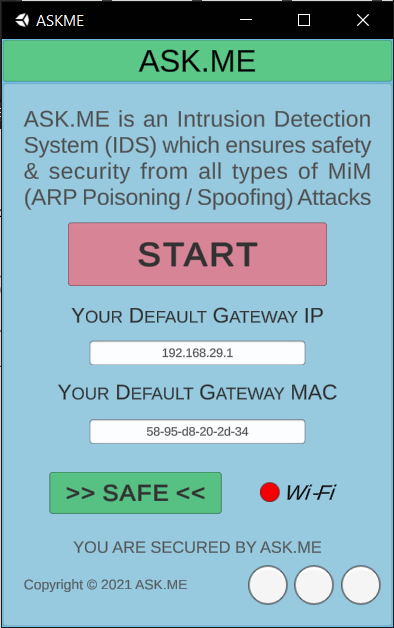 ASKME
ASK.ME
ASK.ME is an Intrusion Detection
System (IDS) which ensures safety
& security from all types of MiM
(ARP Poisoning / Spoofing) Attacks
START
YOUR DEFAULT GATEWAY IP
192.168.29.1
YOUR DEFAULT GATEWAY MAC
58-95-d8-20-2d-34
>> SAFE <<
Wi-Fi
YOU ARE SECURED BY ASK.ME
Copyright © 2021 ASK.ME